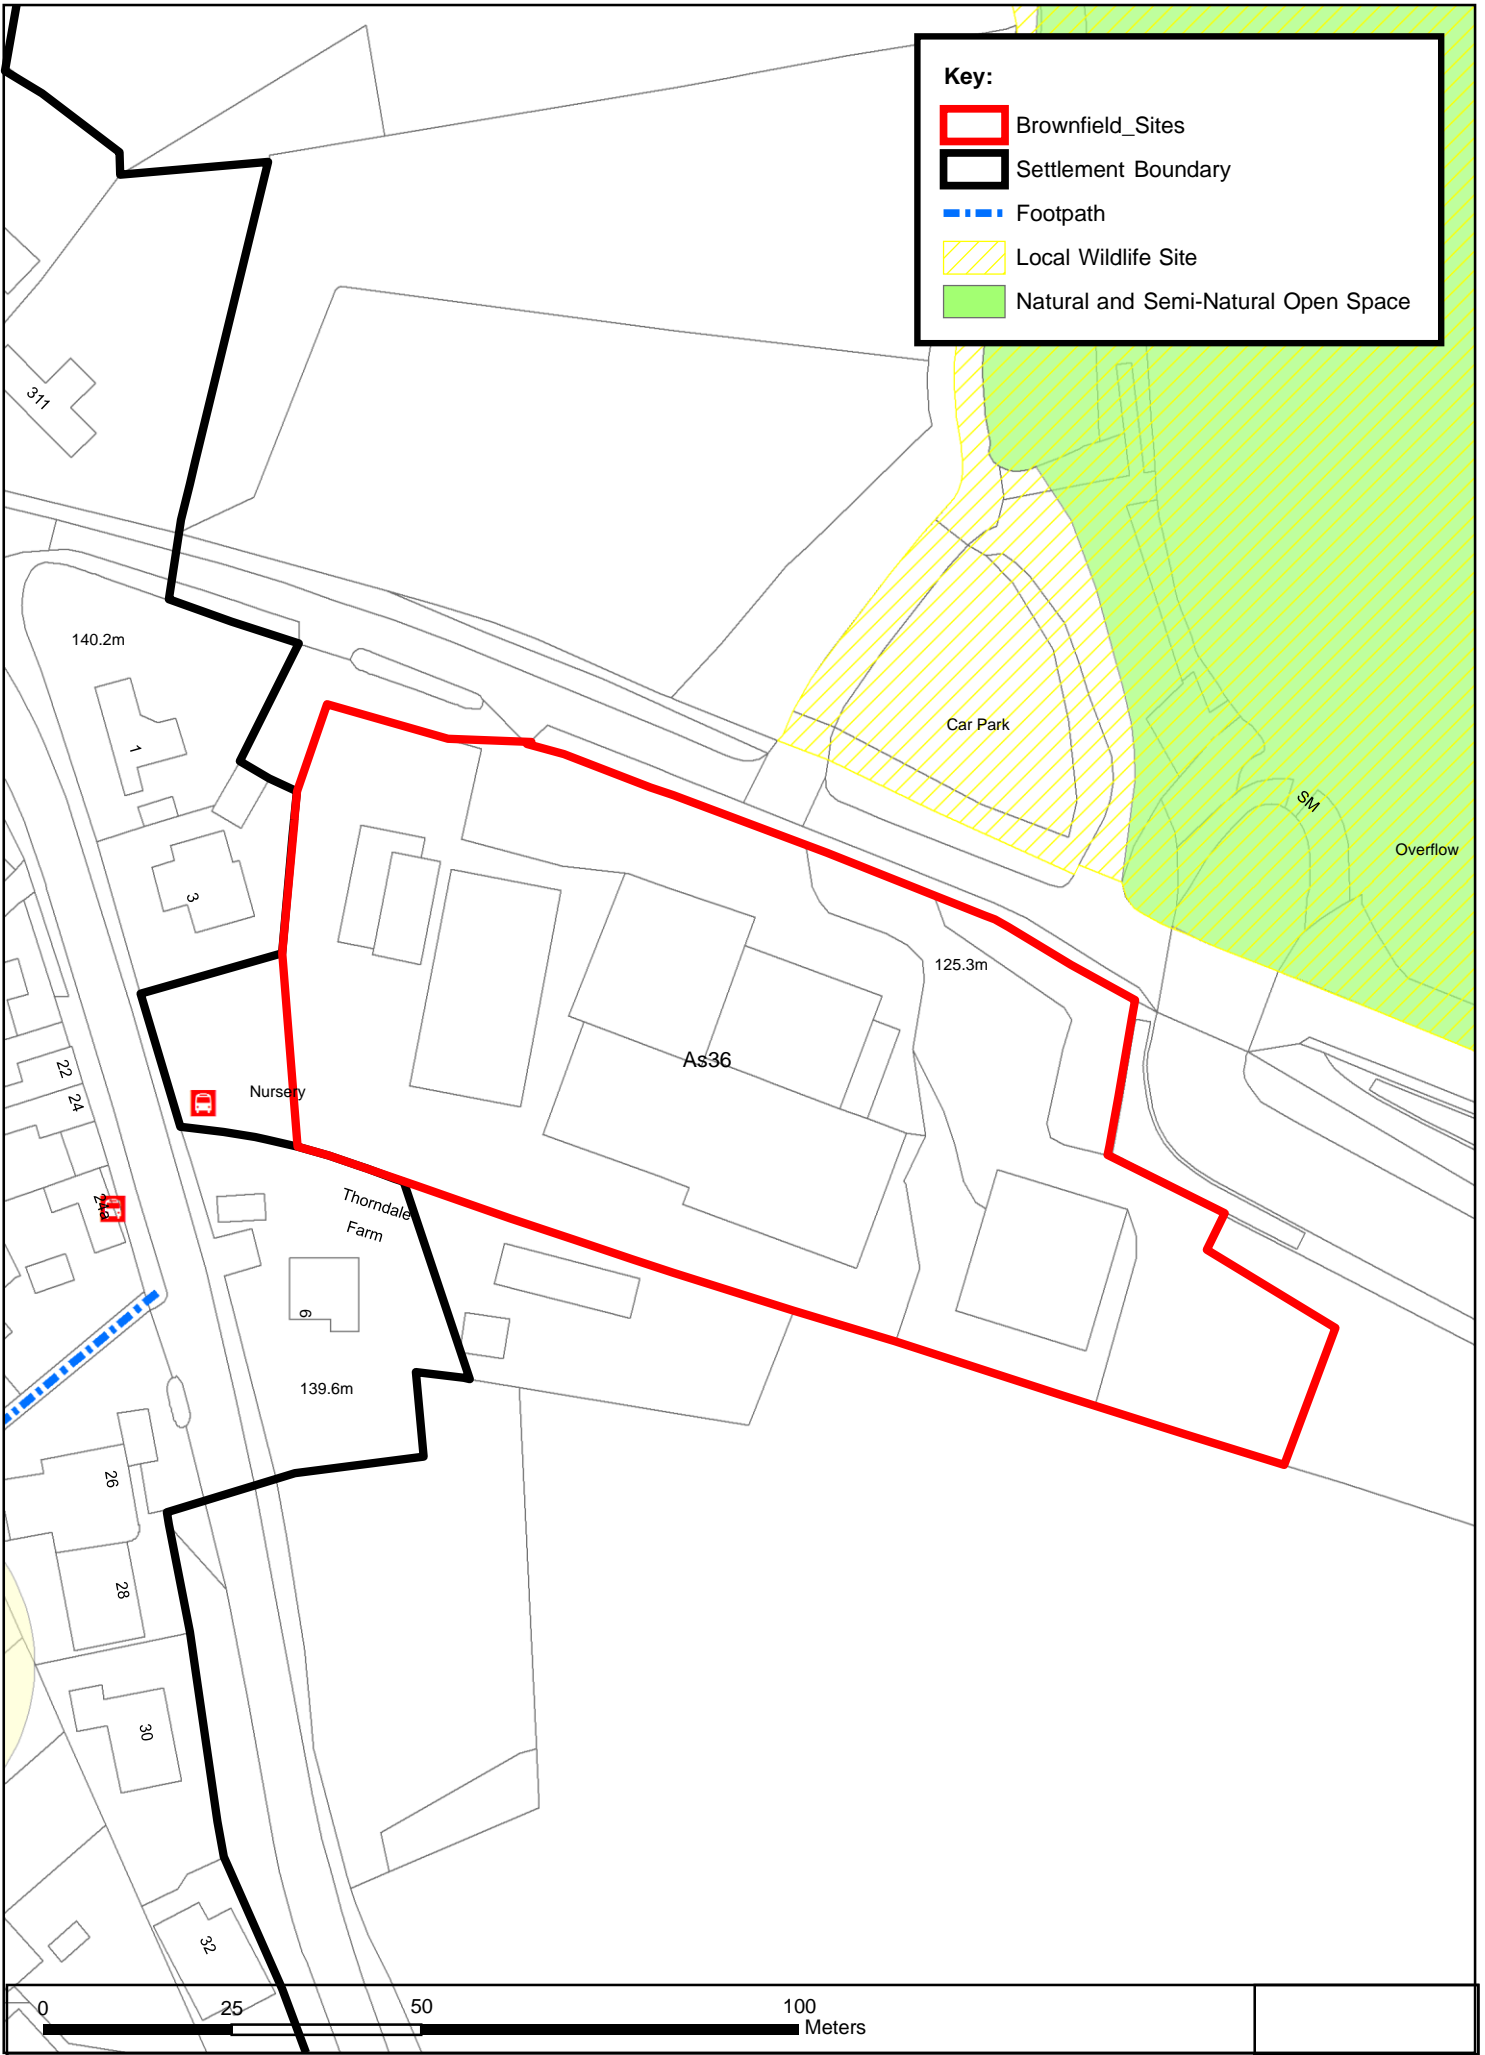 Key:
Brownfield_Sites
Settlement Boundary
Footpath
Local Wildlife Site
Natural and Semi-Natural Open Space
311
140.2m
1
Car Park
SM
Overflow
3
125.3m
As36
22
24
Nursery
24a
Thorndale
Farm
6
139.6m
26
28
30
32
0 25 50 100
Meters